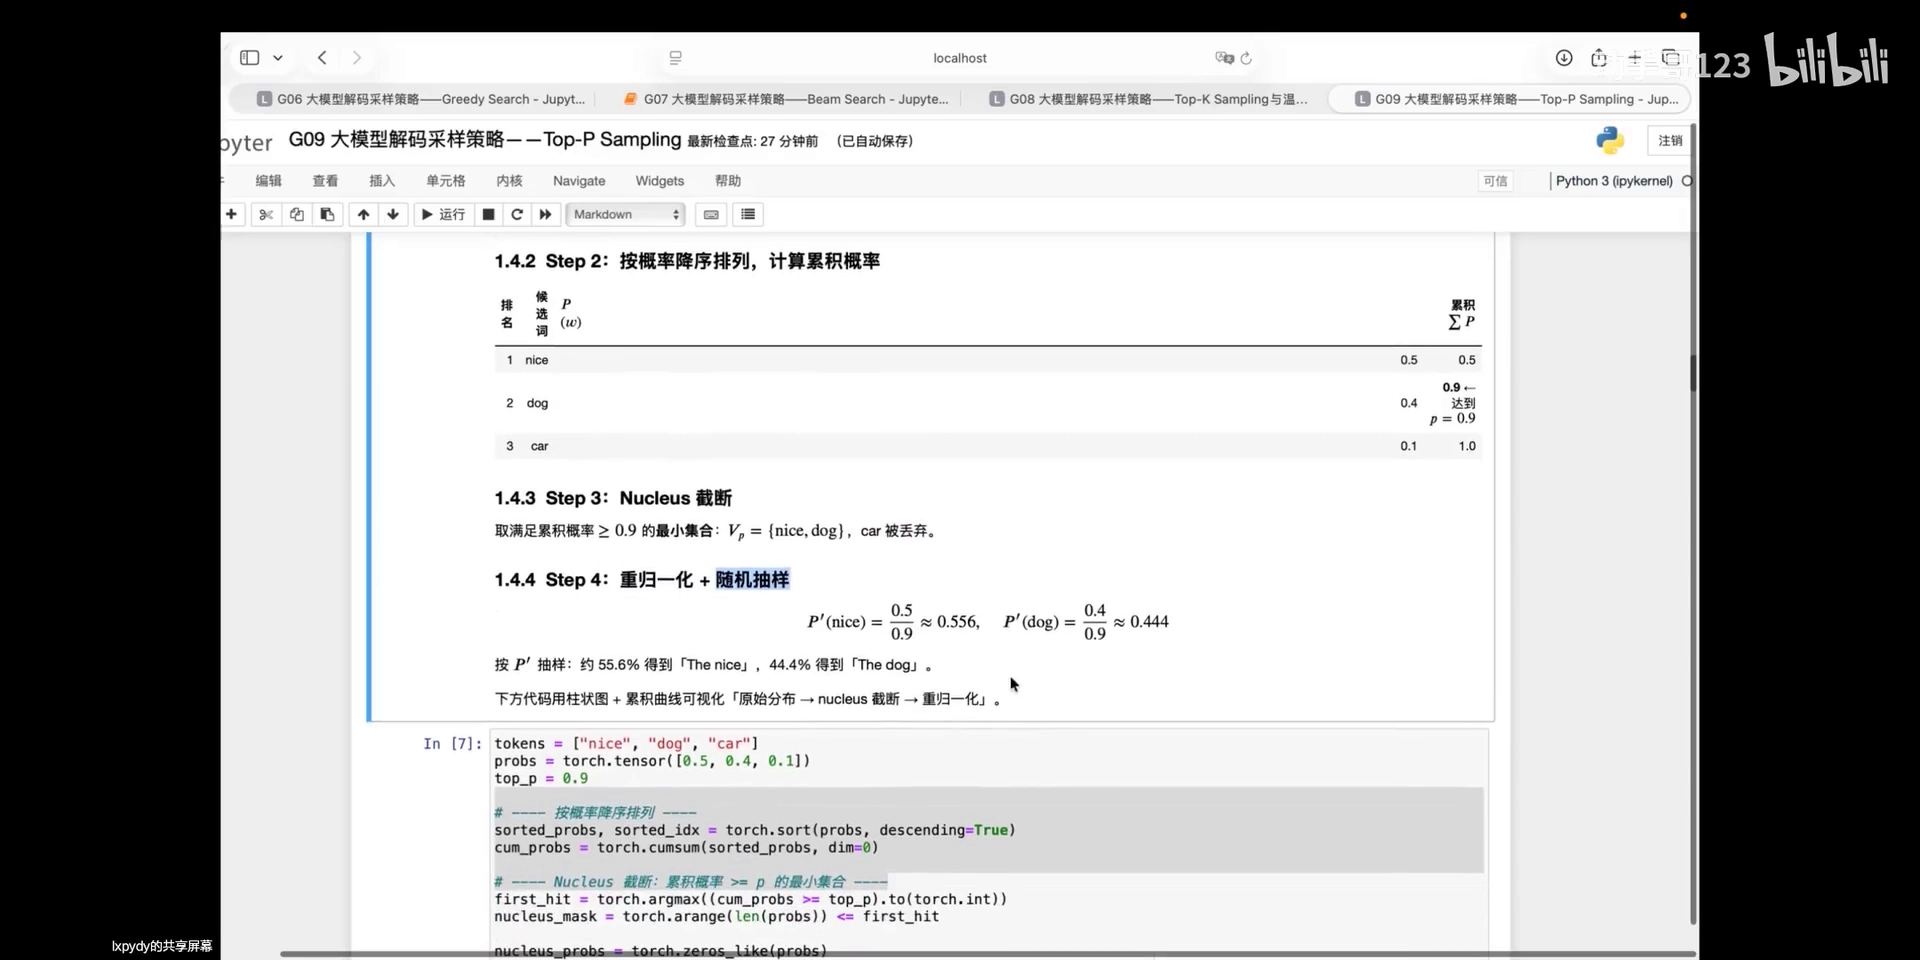 localhost
123 bilibili
G06 大模型解码采样策略——Greedy Search - Jupyt...
G07 大模型解码采样策略——Beam Search - Jupyte...
G08 大模型解码采样策略——Top-K Sampling与温...
G09 大模型解码采样策略——Top-P Sampling - Jup...
pyter G09 大模型解码采样策略——Top-P Sampling 最新检查点: 27 分钟前 (已自动保存)
注销
编辑 查看 插入 单元格 内核 Navigate Widgets 帮助
可信 Python 3 (ipykernel)
运行 Markdown
1.4.2 Step 2：按概率降序排列，计算累积概率
排名 候选词 P(w) 累积 ∑ P
1 nice 0.5 0.5
2 dog 0.4 0.9 ← 达到 p = 0.9
3 car 0.1 1.0
1.4.3 Step 3：Nucleus 截断
取满足累积概率 ≥ 0.9 的最小集合：V_p = {nice, dog}，car 被丢弃。
1.4.4 Step 4：重归一化 + 随机抽样
P′(nice) = 0.5/0.9 ≈ 0.556, P′(dog) = 0.4/0.9 ≈ 0.444
按 P′ 抽样：约 55.6% 得到「The nice」，44.4% 得到「The dog」。
下方代码用柱状图 + 累积曲线可视化「原始分布 → nucleus 截断 → 重归一化」。
In [7]:
tokens = ["nice", "dog", "car"]
probs = torch.tensor([0.5, 0.4, 0.1])
top_p = 0.9
# ---- 按概率降序排列 ----
sorted_probs, sorted_idx = torch.sort(probs, descending=True)
cum_probs = torch.cumsum(sorted_probs, dim=0)
# ---- Nucleus 截断：累积概率 >= p 的最小集合 ----
first_hit = torch.argmax((cum_probs >= top_p).to(torch.int))
nucleus_mask = torch.arange(len(probs)) <= first_hit
nucleus_probs = torch.zeros_like(probs)
lxpydy的共享屏幕